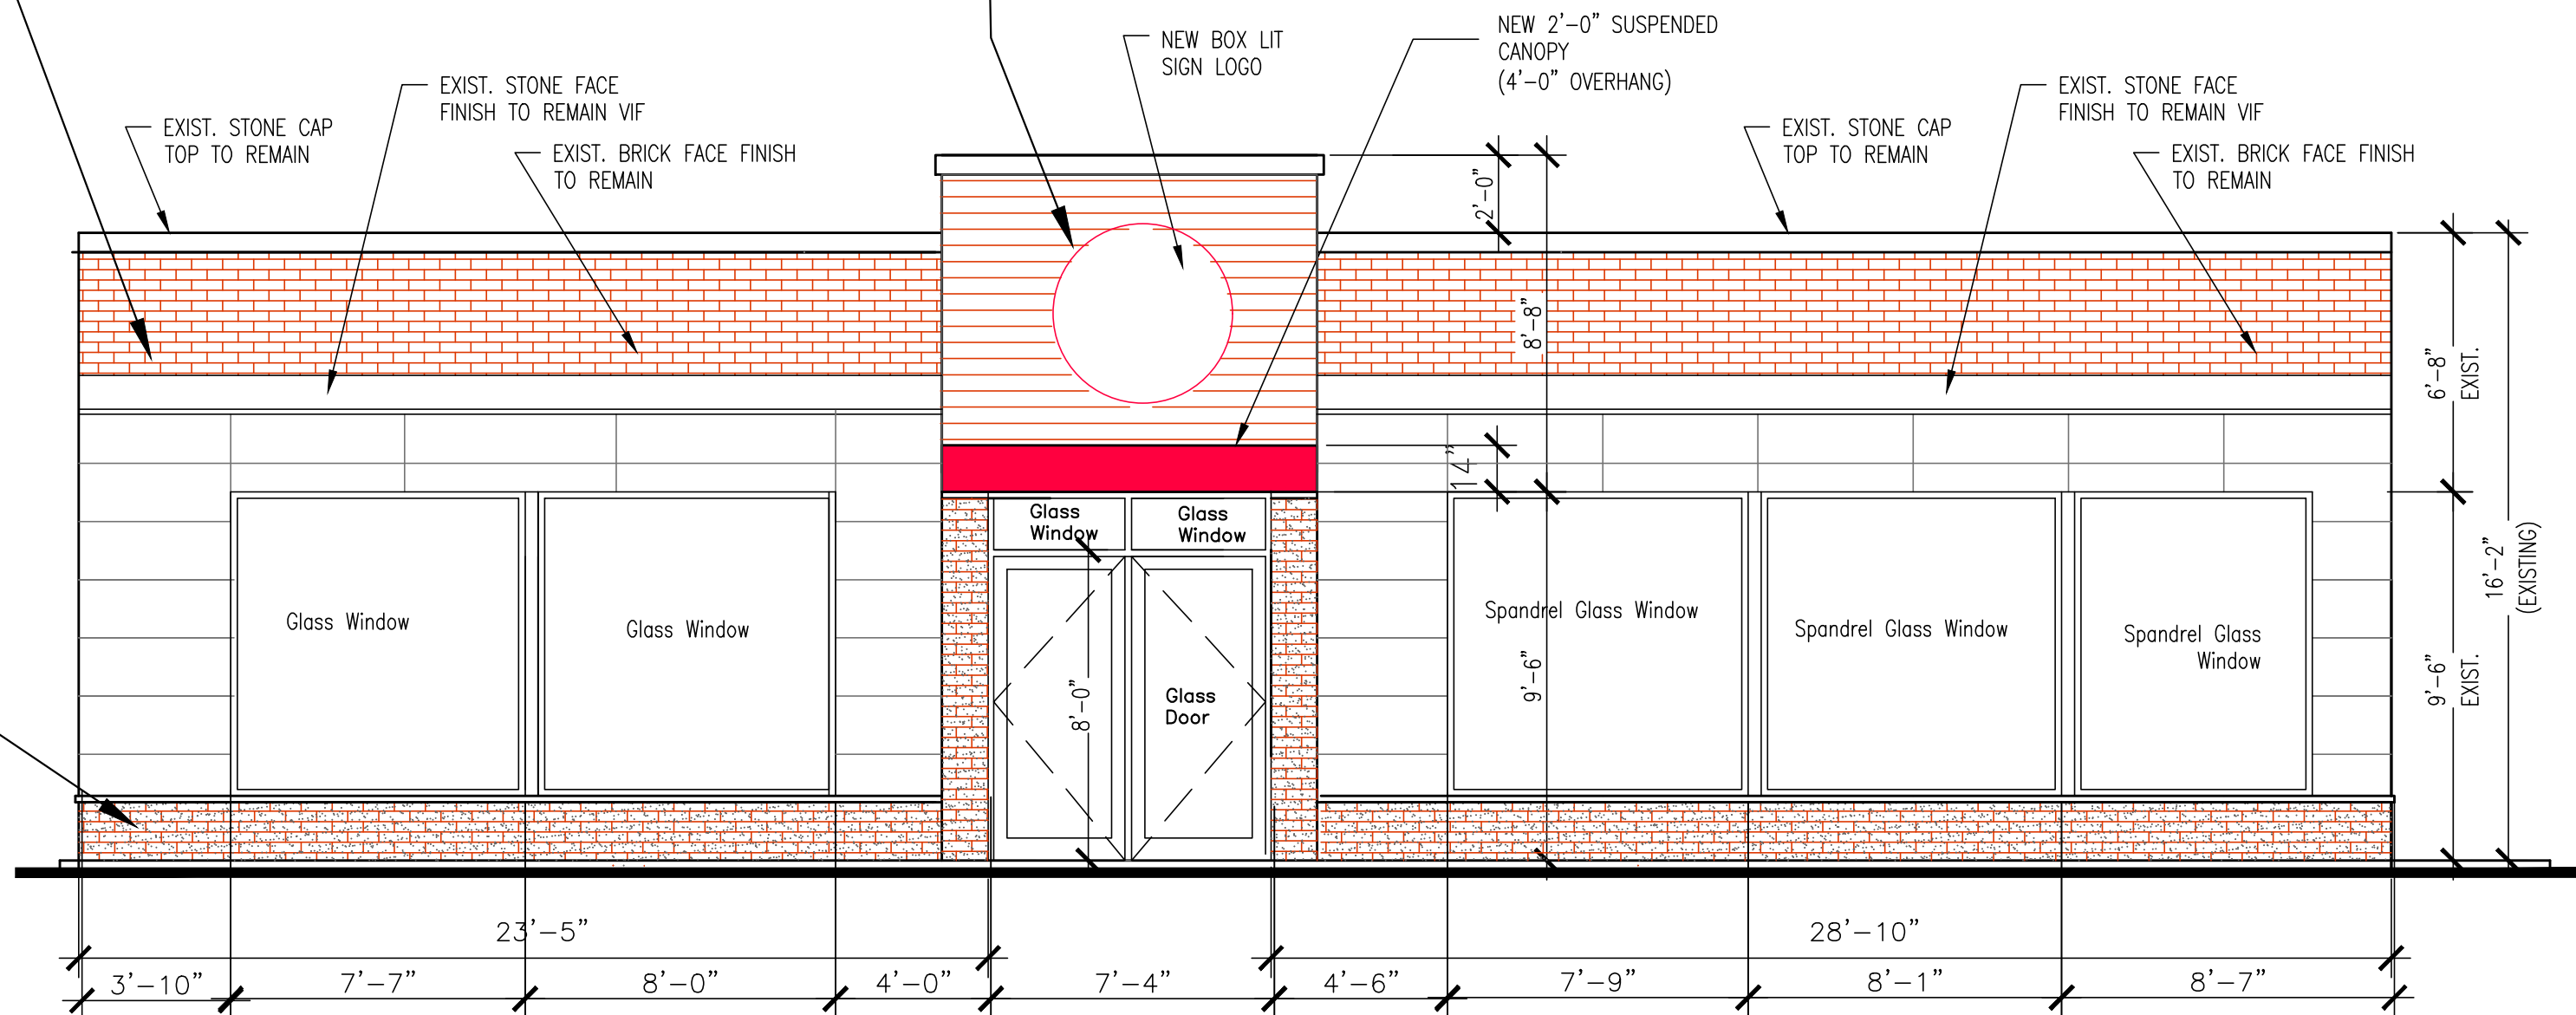 NEW 2'-0" SUSPENDED
CANOPY
(4'-0" OVERHANG)
NEW BOX LIT
SIGN LOGO
EXIST. STONE FACE
FINISH TO REMAIN VIF
EXIST. STONE CAP
TOP TO REMAIN
EXIST. BRICK FACE FINISH
TO REMAIN
EXIST. STONE FACE
FINISH TO REMAIN VIF
EXIST. STONE CAP
TOP TO REMAIN
EXIST. BRICK FACE FINISH
TO REMAIN
2'-0"
8'-8"
6'-8"
EXIST.
14"
Glass
Window
Glass
Window
16'-2"
(EXISTING)
Glass Window
Glass Window
Spandrel Glass Window
Spandrel Glass Window
Spandrel Glass
Window
9'-6"
9'-6"
EXIST.
8'-0"
Glass
Door
23'-5"
28'-10"
3'-10"
7'-7"
8'-0"
4'-0"
7'-4"
4'-6"
7'-9"
8'-1"
8'-7"